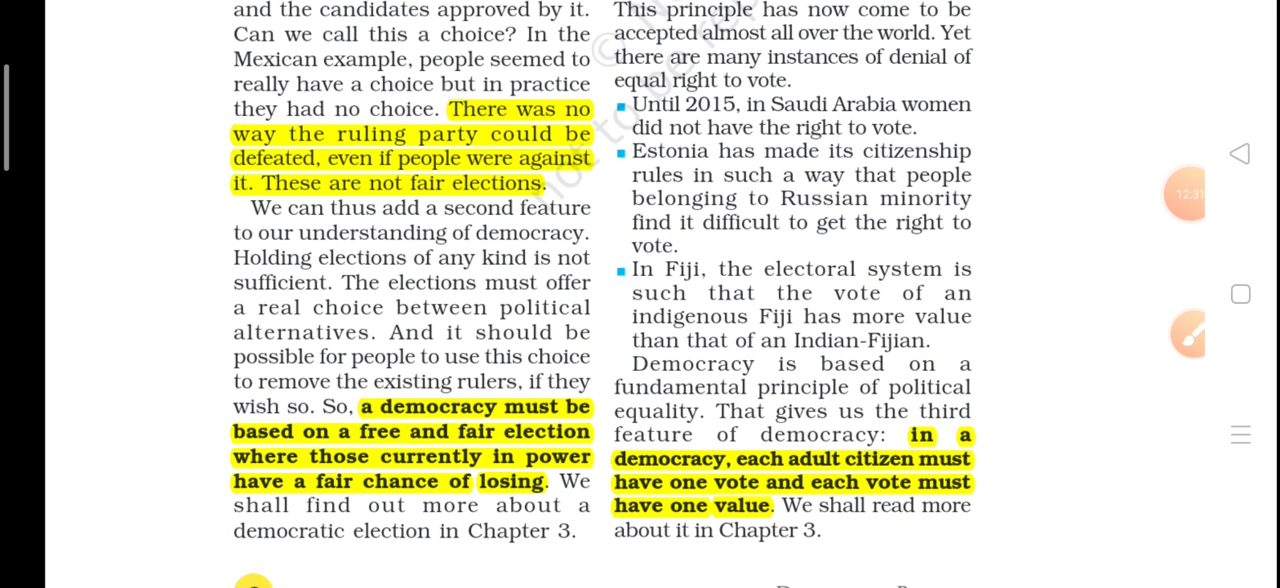 and the candidates approved by it.
Can we call this a choice? In the
Mexican example, people seemed to
really have a choice but in practice
they had no choice. There was no
way the ruling party could be
defeated, even if people were against
it. These are not fair elections.
We can thus add a second feature
to our understanding of democracy.
Holding elections of any kind is not
sufficient. The elections must offer
a real choice between political
alternatives. And it should be
possible for people to use this choice
to remove the existing rulers, if they
wish so. So, a democracy must be
based on a free and fair election
where those currently in power
have a fair chance of losing. We
shall find out more about a
democratic election in Chapter 3.
This principle has now come to be
accepted almost all over the world. Yet
there are many instances of denial of
equal right to vote.
Until 2015, in Saudi Arabia women
did not have the right to vote.
Estonia has made its citizenship
rules in such a way that people
belonging to Russian minority
find it difficult to get the right to
vote.
In Fiji, the electoral system is
such that the vote of an
indigenous Fiji has more value
than that of an Indian-Fijian.
Democracy is based on a
fundamental principle of political
equality. That gives us the third
feature of democracy: in a
democracy, each adult citizen must
have one vote and each vote must
have one value. We shall read more
about it in Chapter 3.
12:31